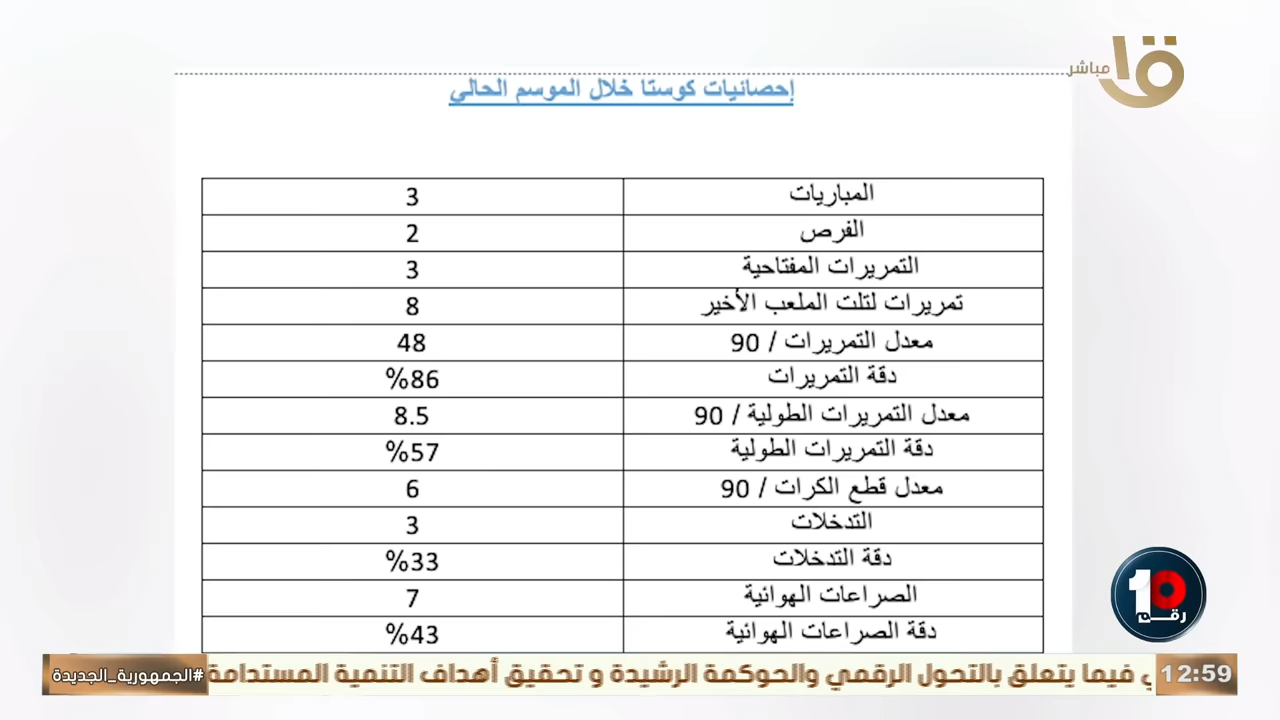 مباشر
إحصائيات كوستا خلال الموسم الحالي
المباريات 3
الفرص 2
التمريرات المفتاحية 3
تمريرات لتلت الملعب الأخير 8
معدل التمريرات / 90 48
دقة التمريرات %86
معدل التمريرات الطولية / 90 8.5
دقة التمريرات الطولية %57
معدل قطع الكرات / 90 6
التدخلات 3
دقة التدخلات %33
الصراعات الهوائية 7
دقة الصراعات الهوائية %43
رقم 10
12:59 فيما يتعلق بالتحول الرقمي والحوكمة الرشيدة و تحقيق أهداف التنمية المستدامة #الجمهورية_الجديدة